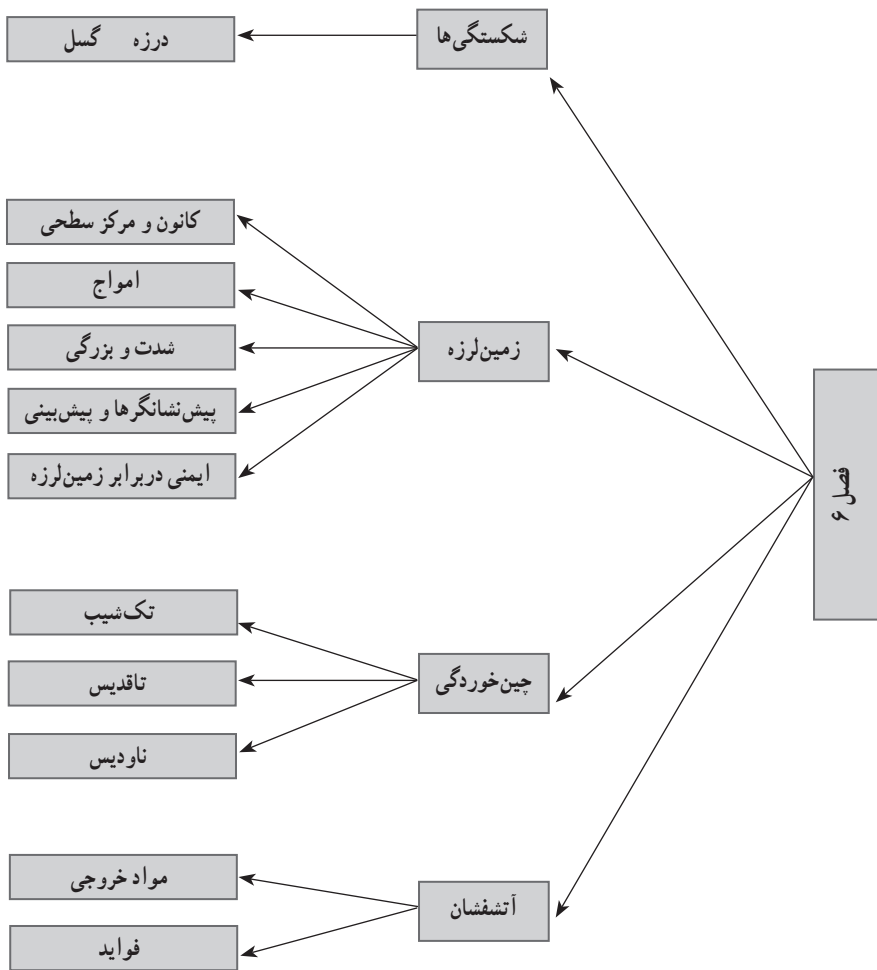 فصل ۶
شکستگی‌ها
درزه گسل
زمین‌لرزه
کانون و مرکز سطحی
امواج
شدت و بزرگی
پیش‌نشانگرها و پیش‌بینی
ایمنی دربرابر زمین‌لرزه
چین‌خوردگی
تک‌شیب
تاقدیس
ناودیس
آتشفشان
مواد خروجی
فواید